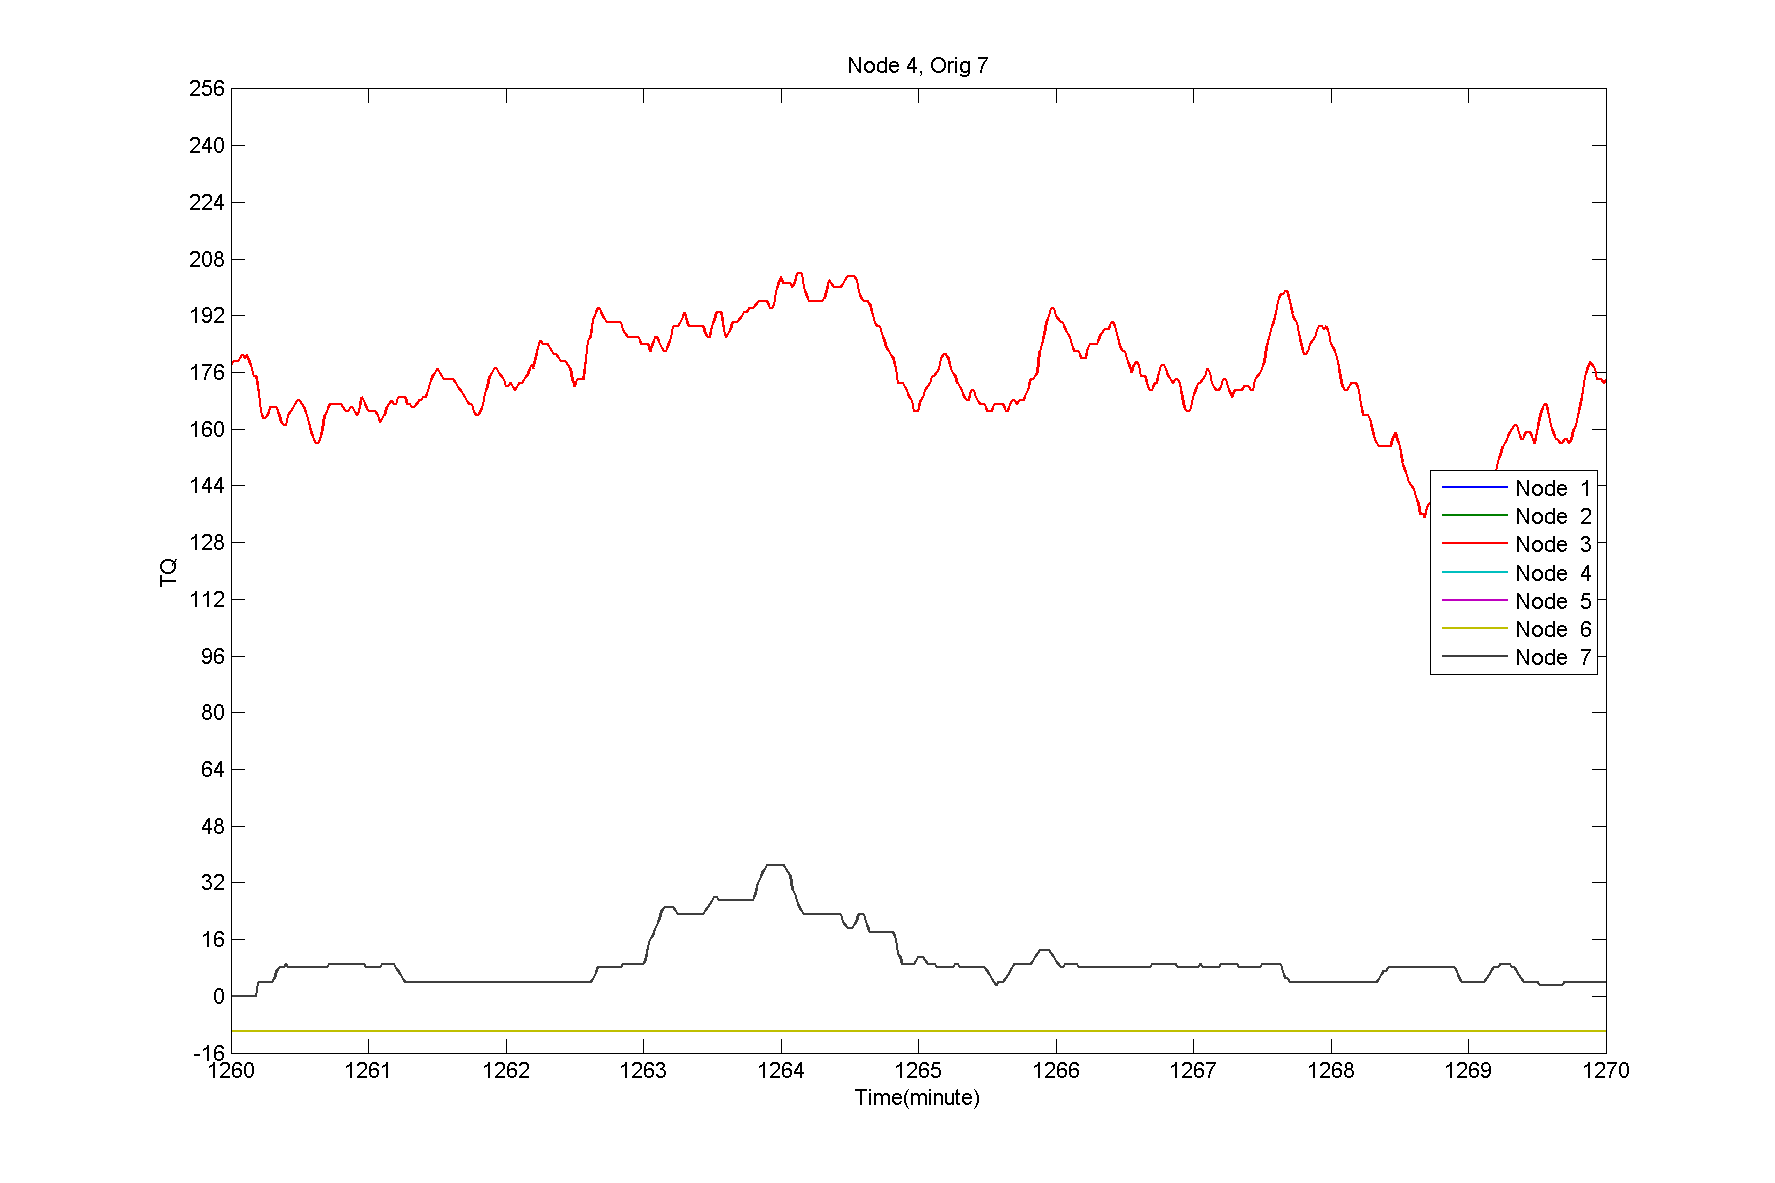 Node 4, Orig 7
256
240
224
208
192
176
160
144
128
112
96
80
64
48
32
16
0
-16
TQ
Node 1
Node 2
Node 3
Node 4
Node 5
Node 6
Node 7
1260 1261 1262 1263 1264 1265 1266 1267 1268 1269 1270
Time(minute)